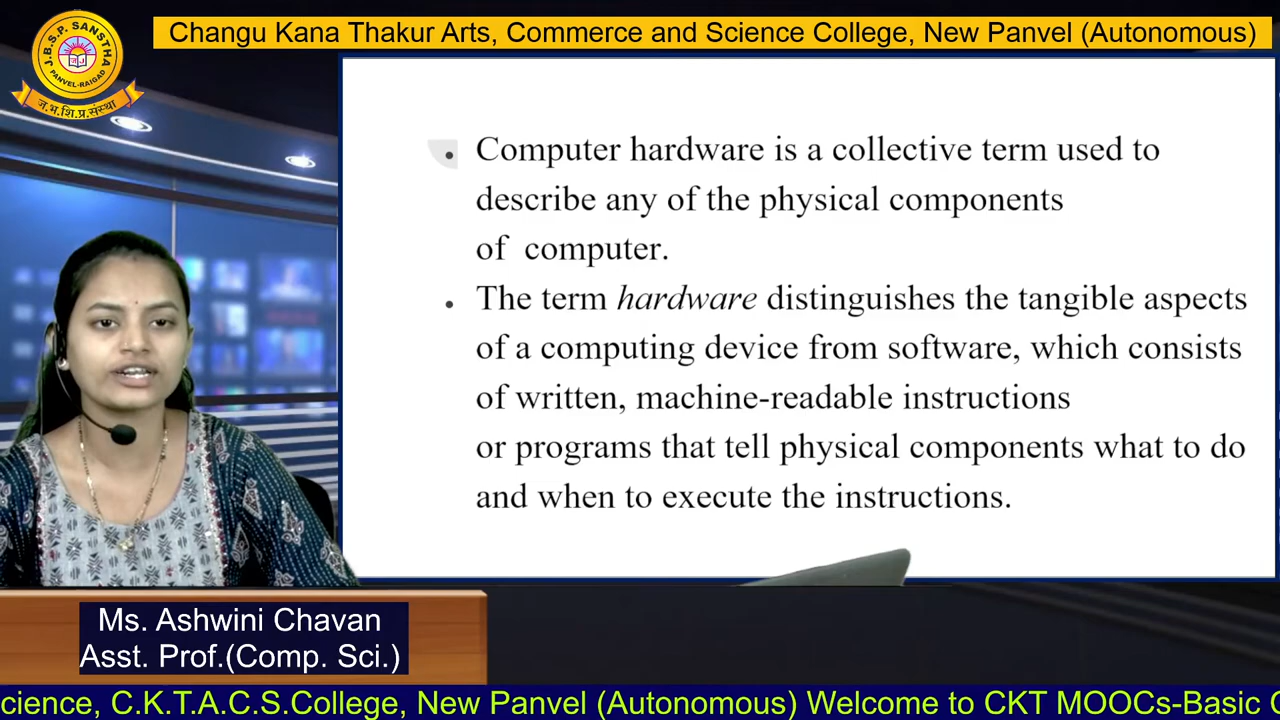 J.B.S.P. SANSTHA
PANVEL-RAIGAD
ज.भ.शि.प्र.संस्था
Changu Kana Thakur Arts, Commerce and Science College, New Panvel (Autonomous)
• Computer hardware is a collective term used to
describe any of the physical components
of computer.
• The term hardware distinguishes the tangible aspects
of a computing device from software, which consists
of written, machine-readable instructions
or programs that tell physical components what to do
and when to execute the instructions.
Ms. Ashwini Chavan
Asst. Prof.(Comp. Sci.)
cience, C.K.T.A.C.S.College, New Panvel (Autonomous) Welcome to CKT MOOCs-Basic